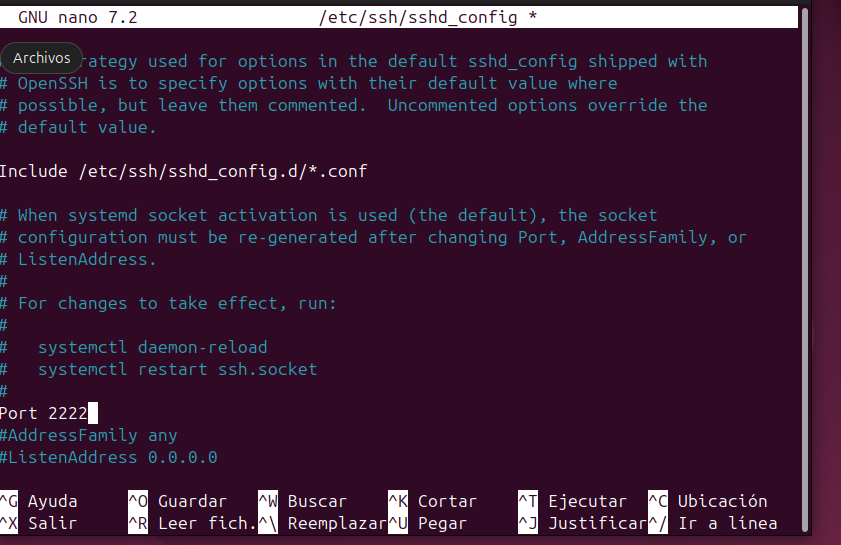 GNU nano 7.2 /etc/ssh/sshd_config *
Archivos
rategy used for options in the default sshd_config shipped with
# OpenSSH is to specify options with their default value where
# possible, but leave them commented.  Uncommented options override the
# default value.
Include /etc/ssh/sshd_config.d/*.conf
# When systemd socket activation is used (the default), the socket
# configuration must be re-generated after changing Port, AddressFamily, or
# ListenAddress.
#
# For changes to take effect, run:
#
#   systemctl daemon-reload
#   systemctl restart ssh.socket
#
Port 2222
#AddressFamily any
#ListenAddress 0.0.0.0
^G Ayuda ^O Guardar ^W Buscar ^K Cortar ^T Ejecutar ^C Ubicación
^X Salir ^R Leer fich. ^\ Reemplazar ^U Pegar ^J Justificar ^/ Ir a línea